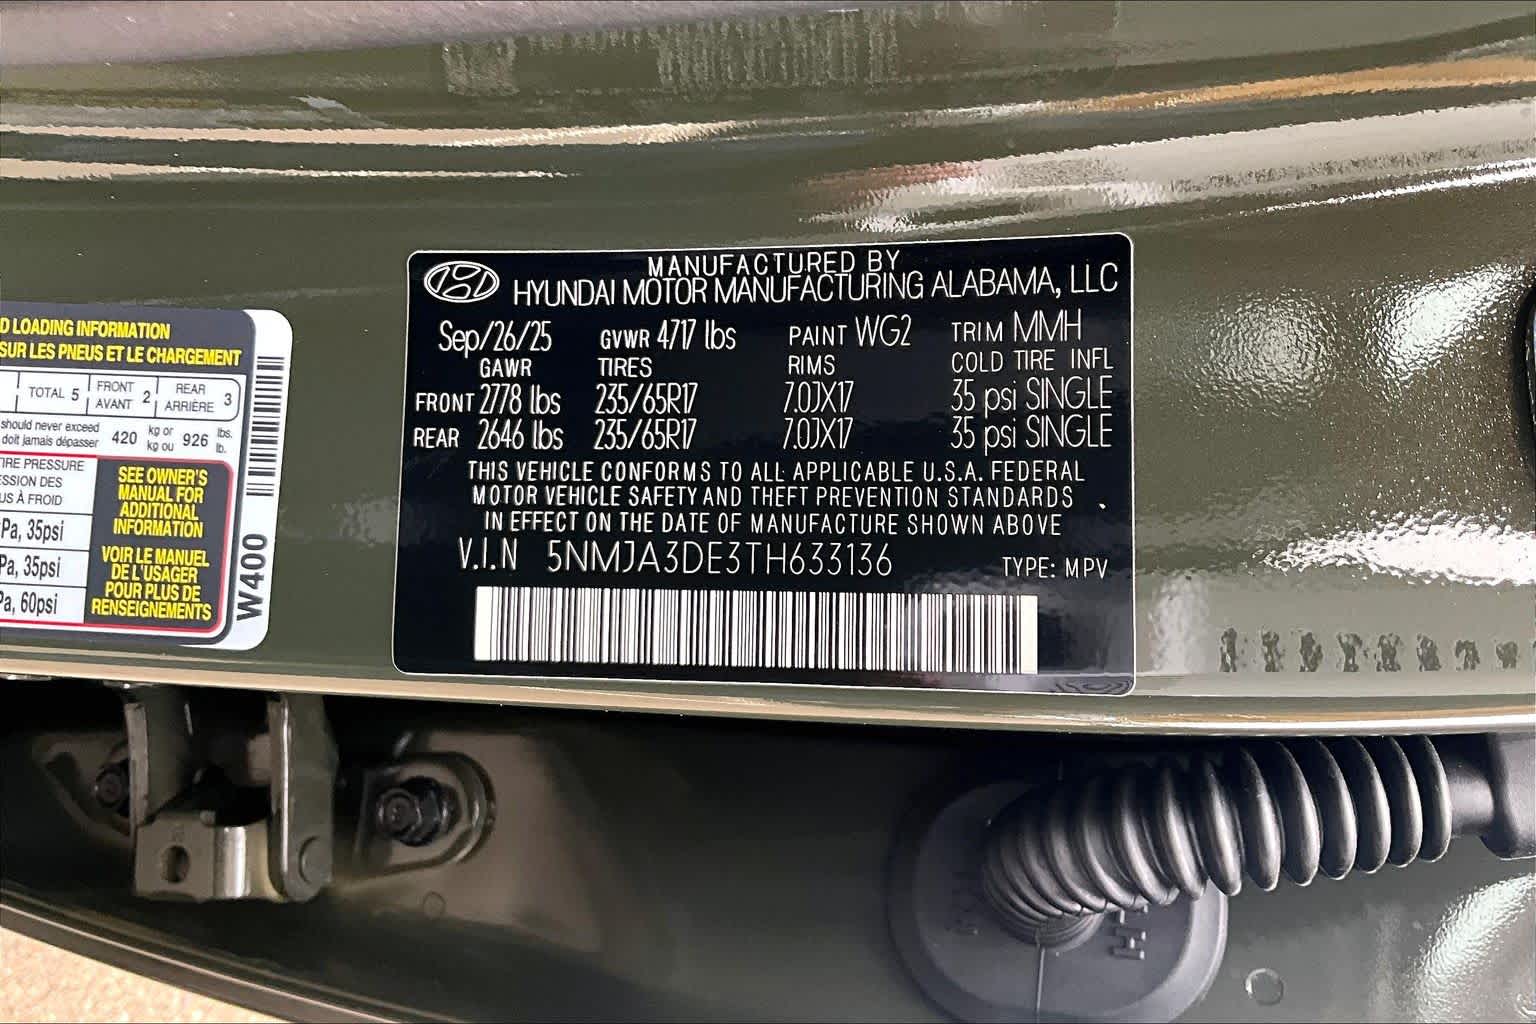 MANUFACTURED BY
HYUNDAI MOTOR MANUFACTURING ALABAMA, LLC
Sep/26/25 GVWR 4717 lbs PAINT WG2 TRIM MMH
GAWR TIRES RIMS COLD TIRE INFL
FRONT 2778 lbs 235/65R17 7.0JX17 35 psi SINGLE
REAR 2646 lbs 235/65R17 7.0JX17 35 psi SINGLE
THIS VEHICLE CONFORMS TO ALL APPLICABLE U.S.A. FEDERAL
MOTOR VEHICLE SAFETY AND THEFT PREVENTION STANDARDS
IN EFFECT ON THE DATE OF MANUFACTURE SHOWN ABOVE
V.I.N 5NMJA3DE3TH633136 TYPE: MPV
LOADING INFORMATION
SUR LES PNEUS ET LE CHARGEMENT
TOTAL 5 FRONT AVANT 2 REAR ARRIÈRE 3
should never exceed
doit jamais dépasser 420 kg or kg ou 926 lbs. lb.
PRESSURE
DES
À FROID
35psi
35psi
60psi
SEE OWNER'S
MANUAL FOR
ADDITIONAL
INFORMATION
VOIR LE MANUEL
DE L'USAGER
POUR PLUS DE
RENSEIGNEMENTS
W400